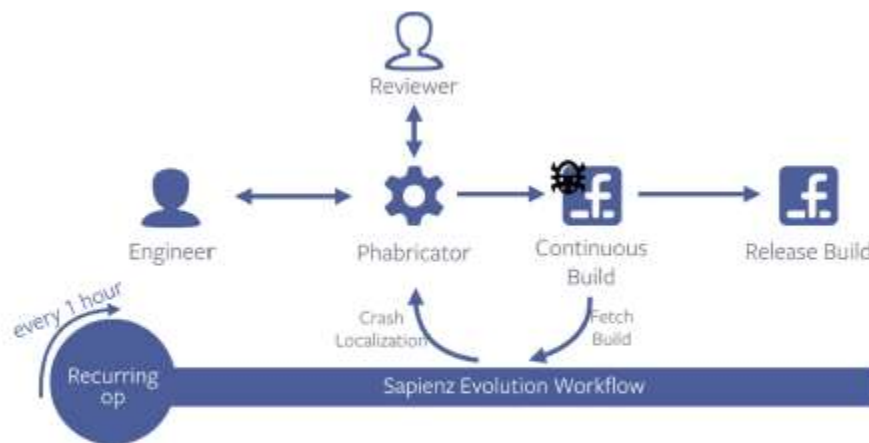 Reviewer
Engineer
Phabricator
Continuous
Build
Release Build
every 1 hour
Crash
Localization
Fetch
Build
Recurring
op
Sapienz Evolution Workflow